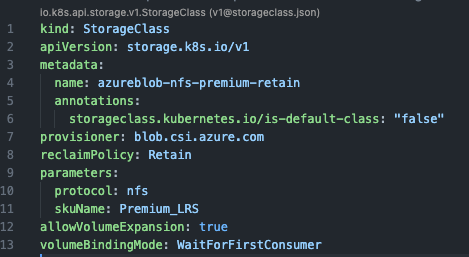 io.k8s.api.storage.v1.StorageClass (v1@storageclass.json)
1 kind: StorageClass
2 apiVersion: storage.k8s.io/v1
3 metadata:
4   name: azureblob-nfs-premium-retain
5   annotations:
6     storageclass.kubernetes.io/is-default-class: "false"
7 provisioner: blob.csi.azure.com
8 reclaimPolicy: Retain
9 parameters:
10   protocol: nfs
11   skuName: Premium_LRS
12 allowVolumeExpansion: true
13 volumeBindingMode: WaitForFirstConsumer